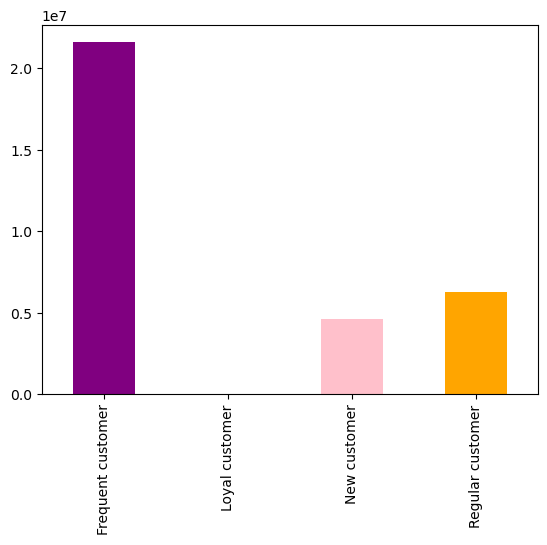 1e7
2.0
1.5
1.0
0.5
0.0
Frequent customer
Loyal customer
New customer
Regular customer